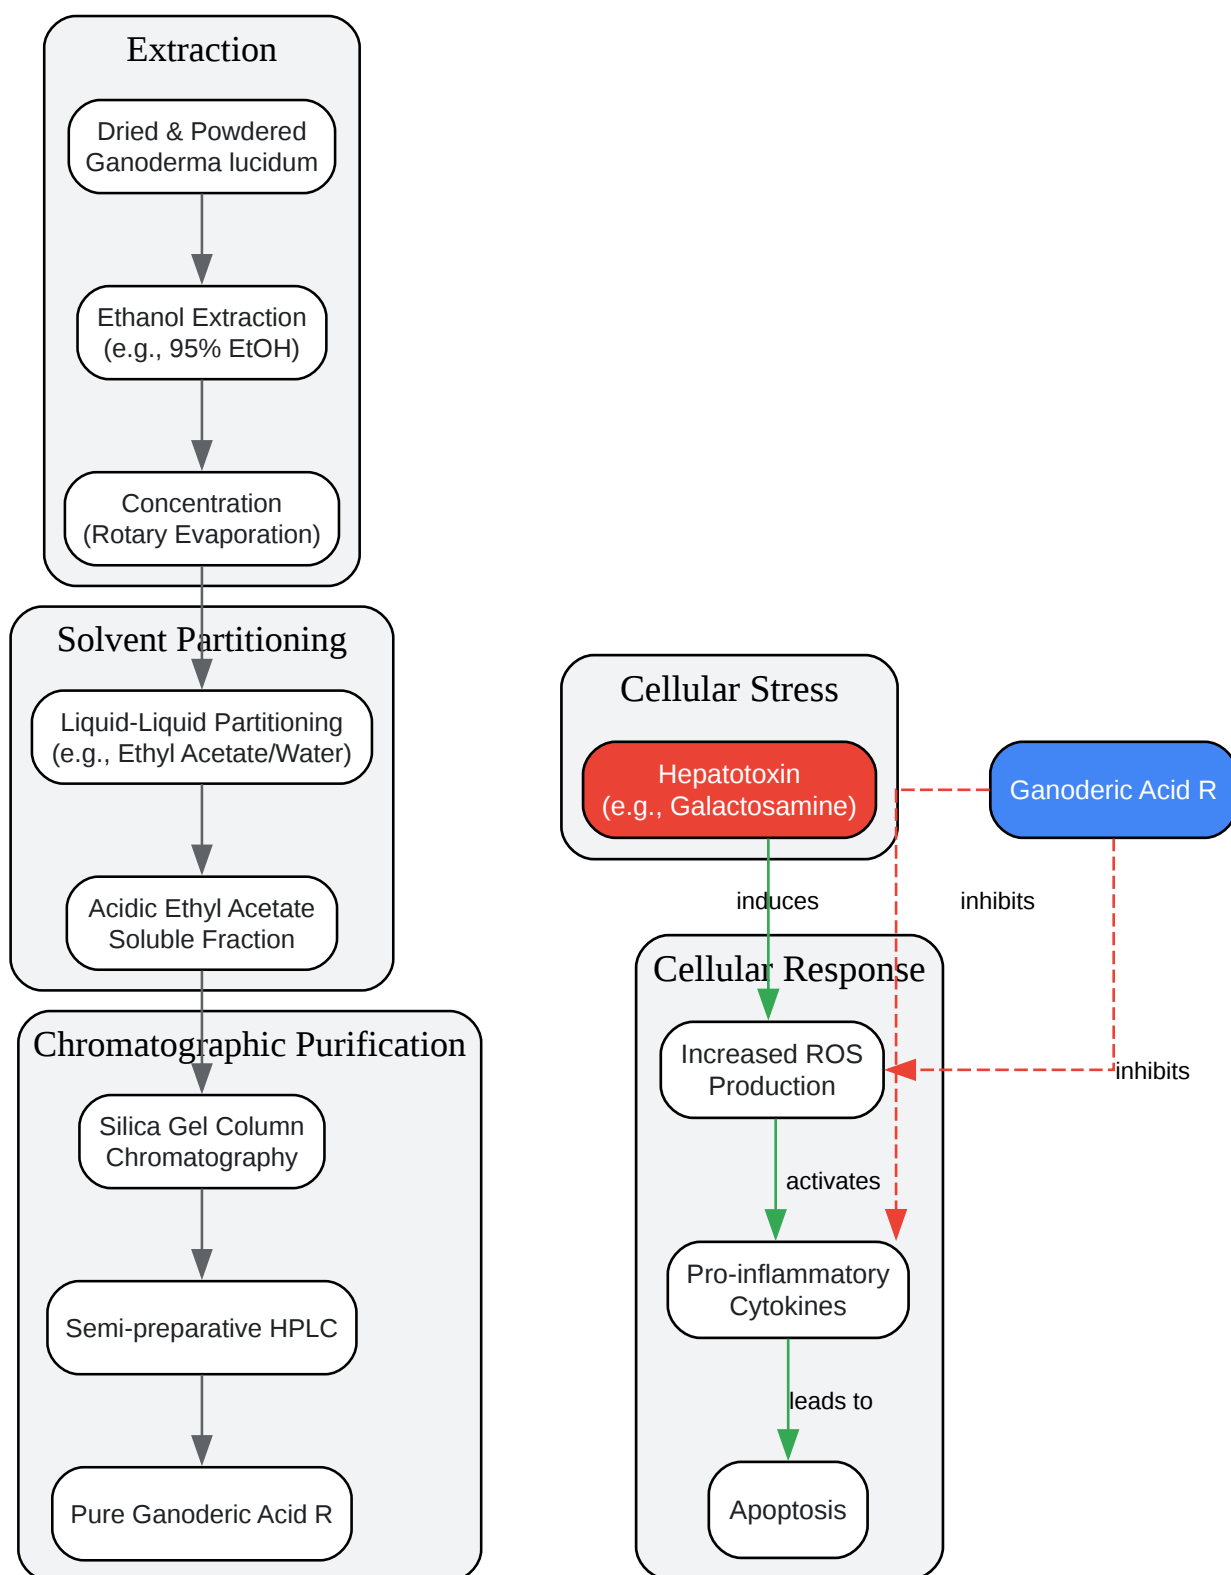 Extraction
Dried & Powdered
Ganoderma lucidum
Ethanol Extraction
(e.g., 95% EtOH)
Concentration
(Rotary Evaporation)
Solvent Partitioning
Liquid-Liquid Partitioning
(e.g., Ethyl Acetate/Water)
Acidic Ethyl Acetate
Soluble Fraction
Chromatographic Purification
Silica Gel Column
Chromatography
Semi-preparative HPLC
Pure Ganoderic Acid R
Cellular Stress
Hepatotoxin
(e.g., Galactosamine)
Ganoderic Acid R
induces
inhibits
Cellular Response
Increased ROS
Production
inhibits
activates
Pro-inflammatory
Cytokines
leads to
Apoptosis